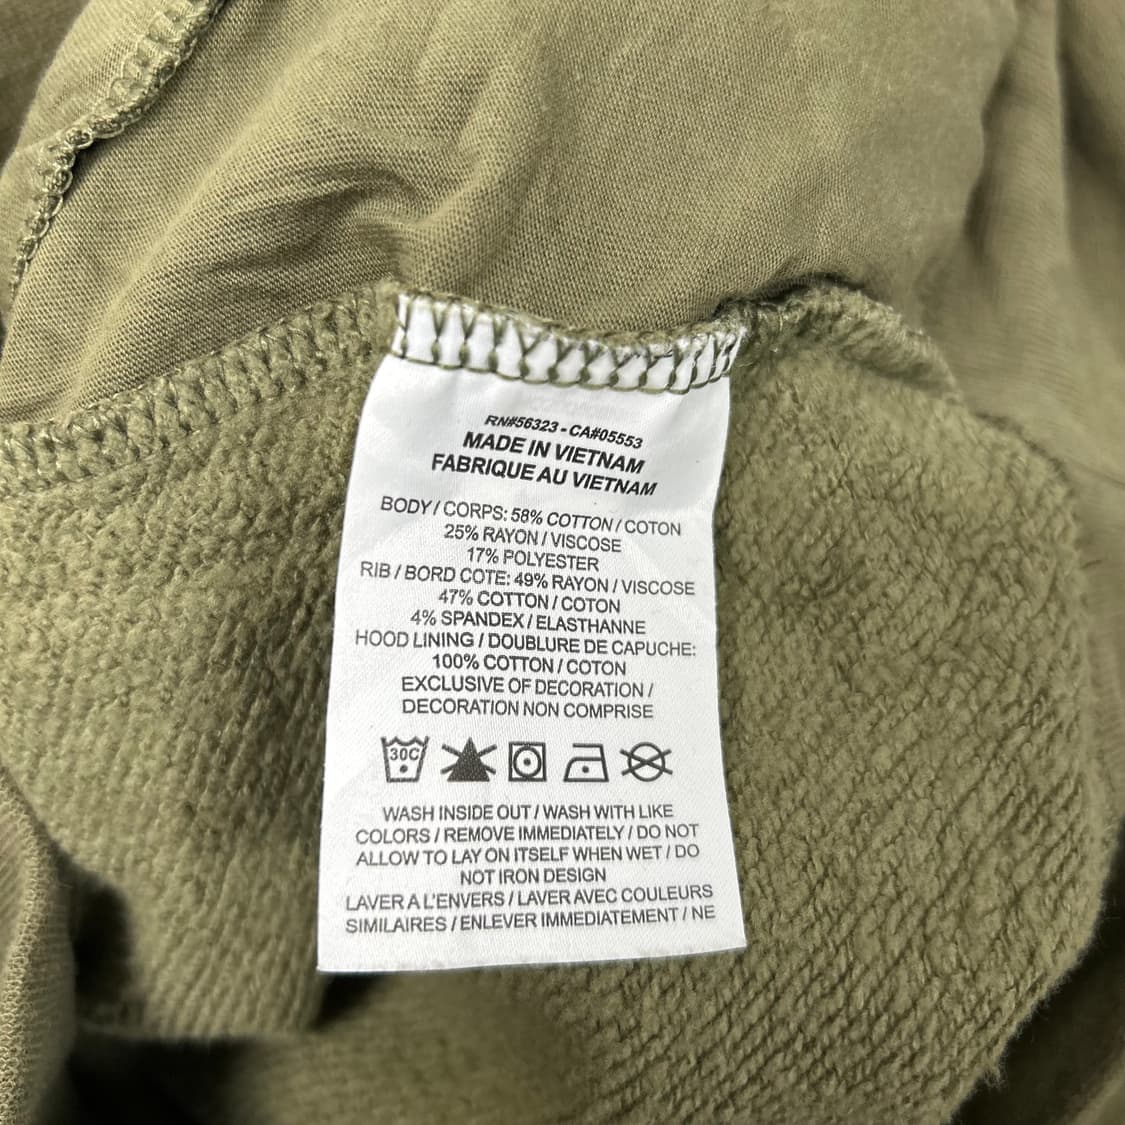 RN#56323 - CA#05553
MADE IN VIETNAM
FABRIQUE AU VIETNAM
BODY / CORPS: 58% COTTON / COTON
25% RAYON / VISCOSE
17% POLYESTER
RIB / BORD COTE: 49% RAYON / VISCOSE
47% COTTON / COTON
4% SPANDEX / ELASTHANNE
HOOD LINING / DOUBLURE DE CAPUCHE:
100% COTTON / COTON
EXCLUSIVE OF DECORATION /
DECORATION NON COMPRISE
30C
WASH INSIDE OUT / WASH WITH LIKE
COLORS / REMOVE IMMEDIATELY / DO NOT
ALLOW TO LAY ON ITSELF WHEN WET / DO
NOT IRON DESIGN
LAVER A L'ENVERS / LAVER AVEC COULEURS
SIMILAIRES / ENLEVER IMMEDIATEMENT / NE